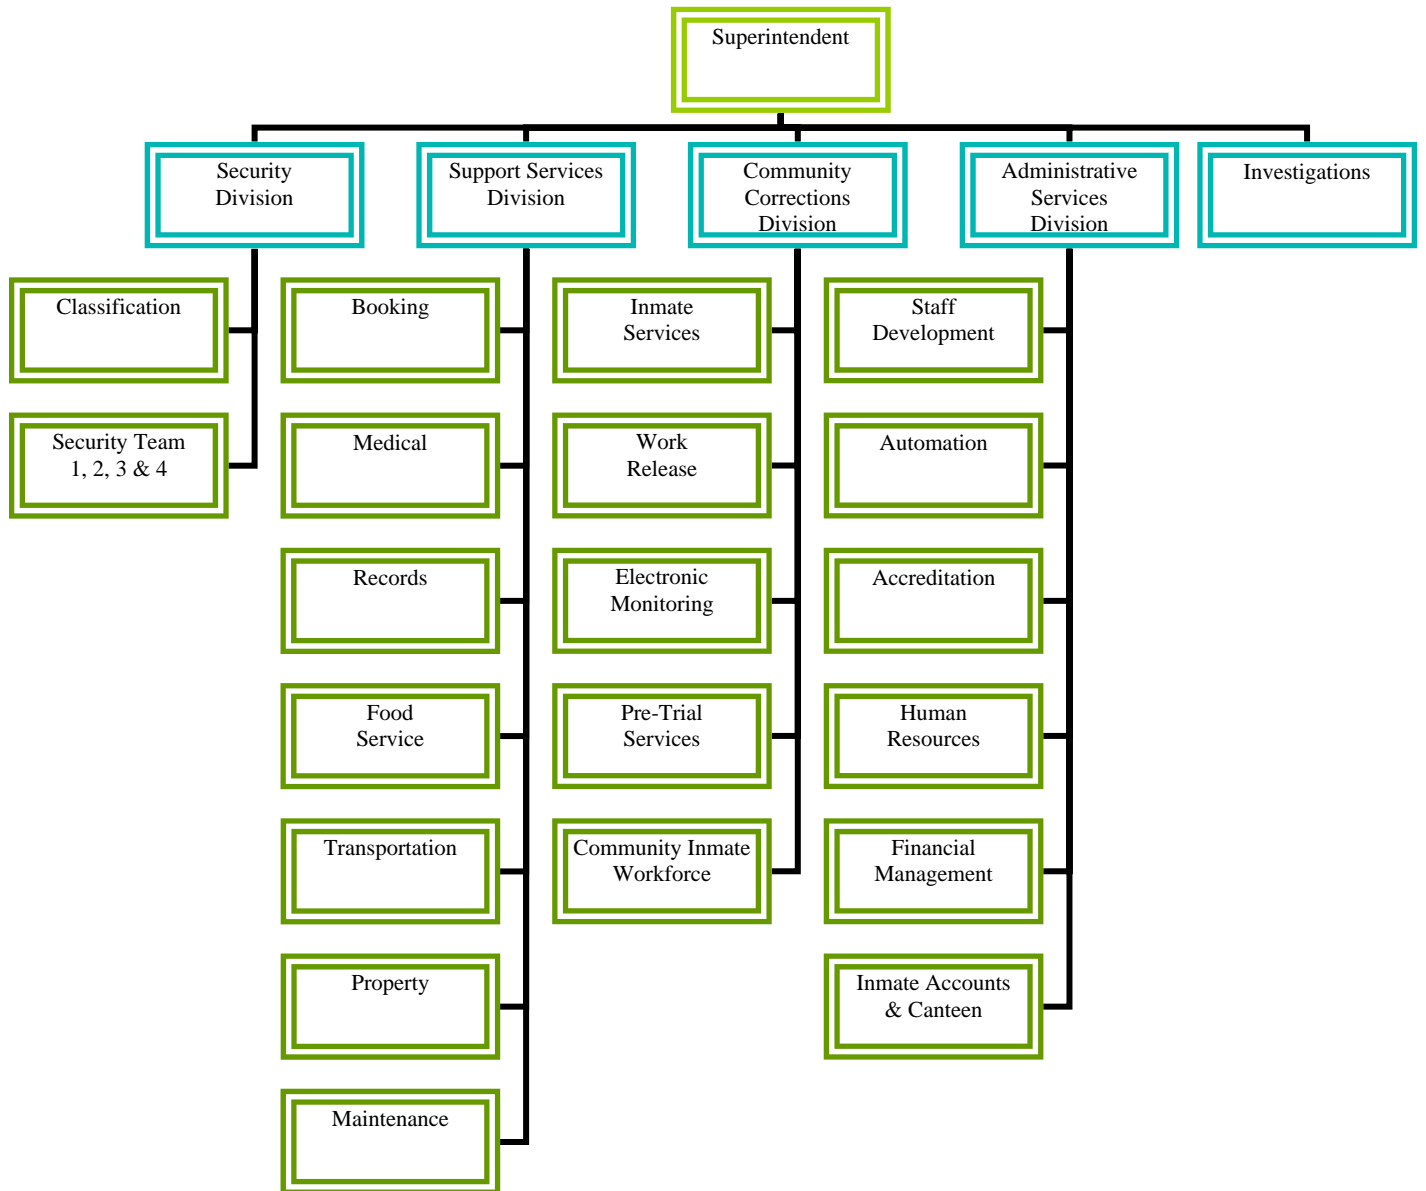 Superintendent
Security
Division
Support Services
Division
Community
Corrections
Division
Administrative
Services
Division
Investigations
Classification
Booking
Inmate
Services
Staff
Development
Security Team
1, 2, 3 & 4
Medical
Work
Release
Automation
Records
Electronic
Monitoring
Accreditation
Food
Service
Pre-Trial
Services
Human
Resources
Transportation
Community Inmate
Workforce
Financial
Management
Property
Inmate Accounts
& Canteen
Maintenance